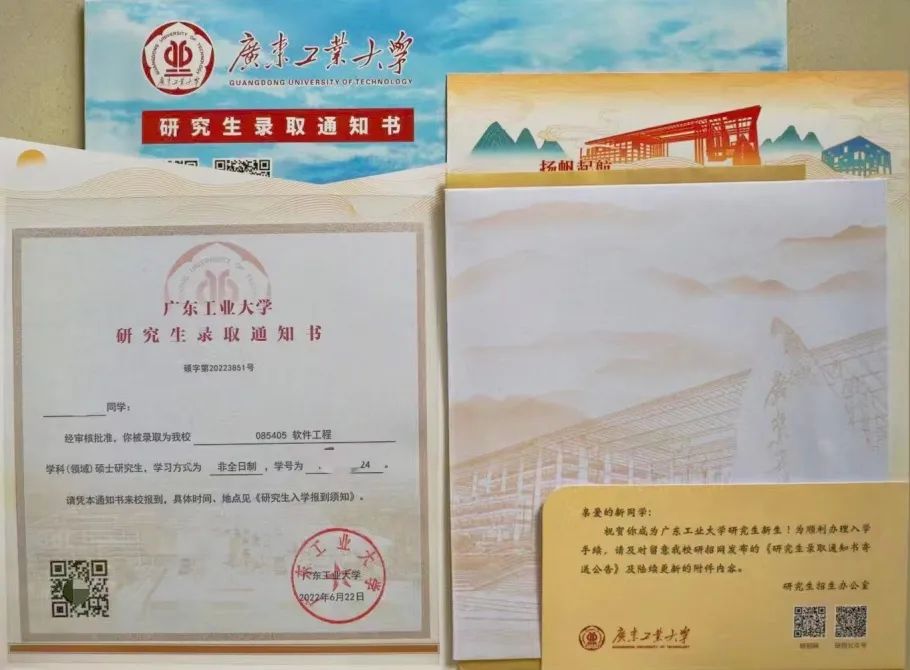 廣東工業大學
GUANGDONG UNIVERSITY OF TECHNOLOGY
研究生录取通知书
扬帆起航
广东工业大学
研究生录取通知书
硕字第20223851号
同学：
经审核批准，你被录取为我校 085405 软件工程
学科（领域）硕士研究生，学习方式为 非全日制 ，学号为 24 。
请凭本通知书来校报到，具体时间、地点见《研究生入学报到须知》。
广东工业大学
2022年6月22日
亲爱的新同学：
祝贺你成为广东工业大学研究生新生！为顺利办理入学
手续，请及时留意我校研招网发布的《研究生录取通知书寄
送公告》及陆续更新的附件内容。
研究生招生办公室
廣東工業大學